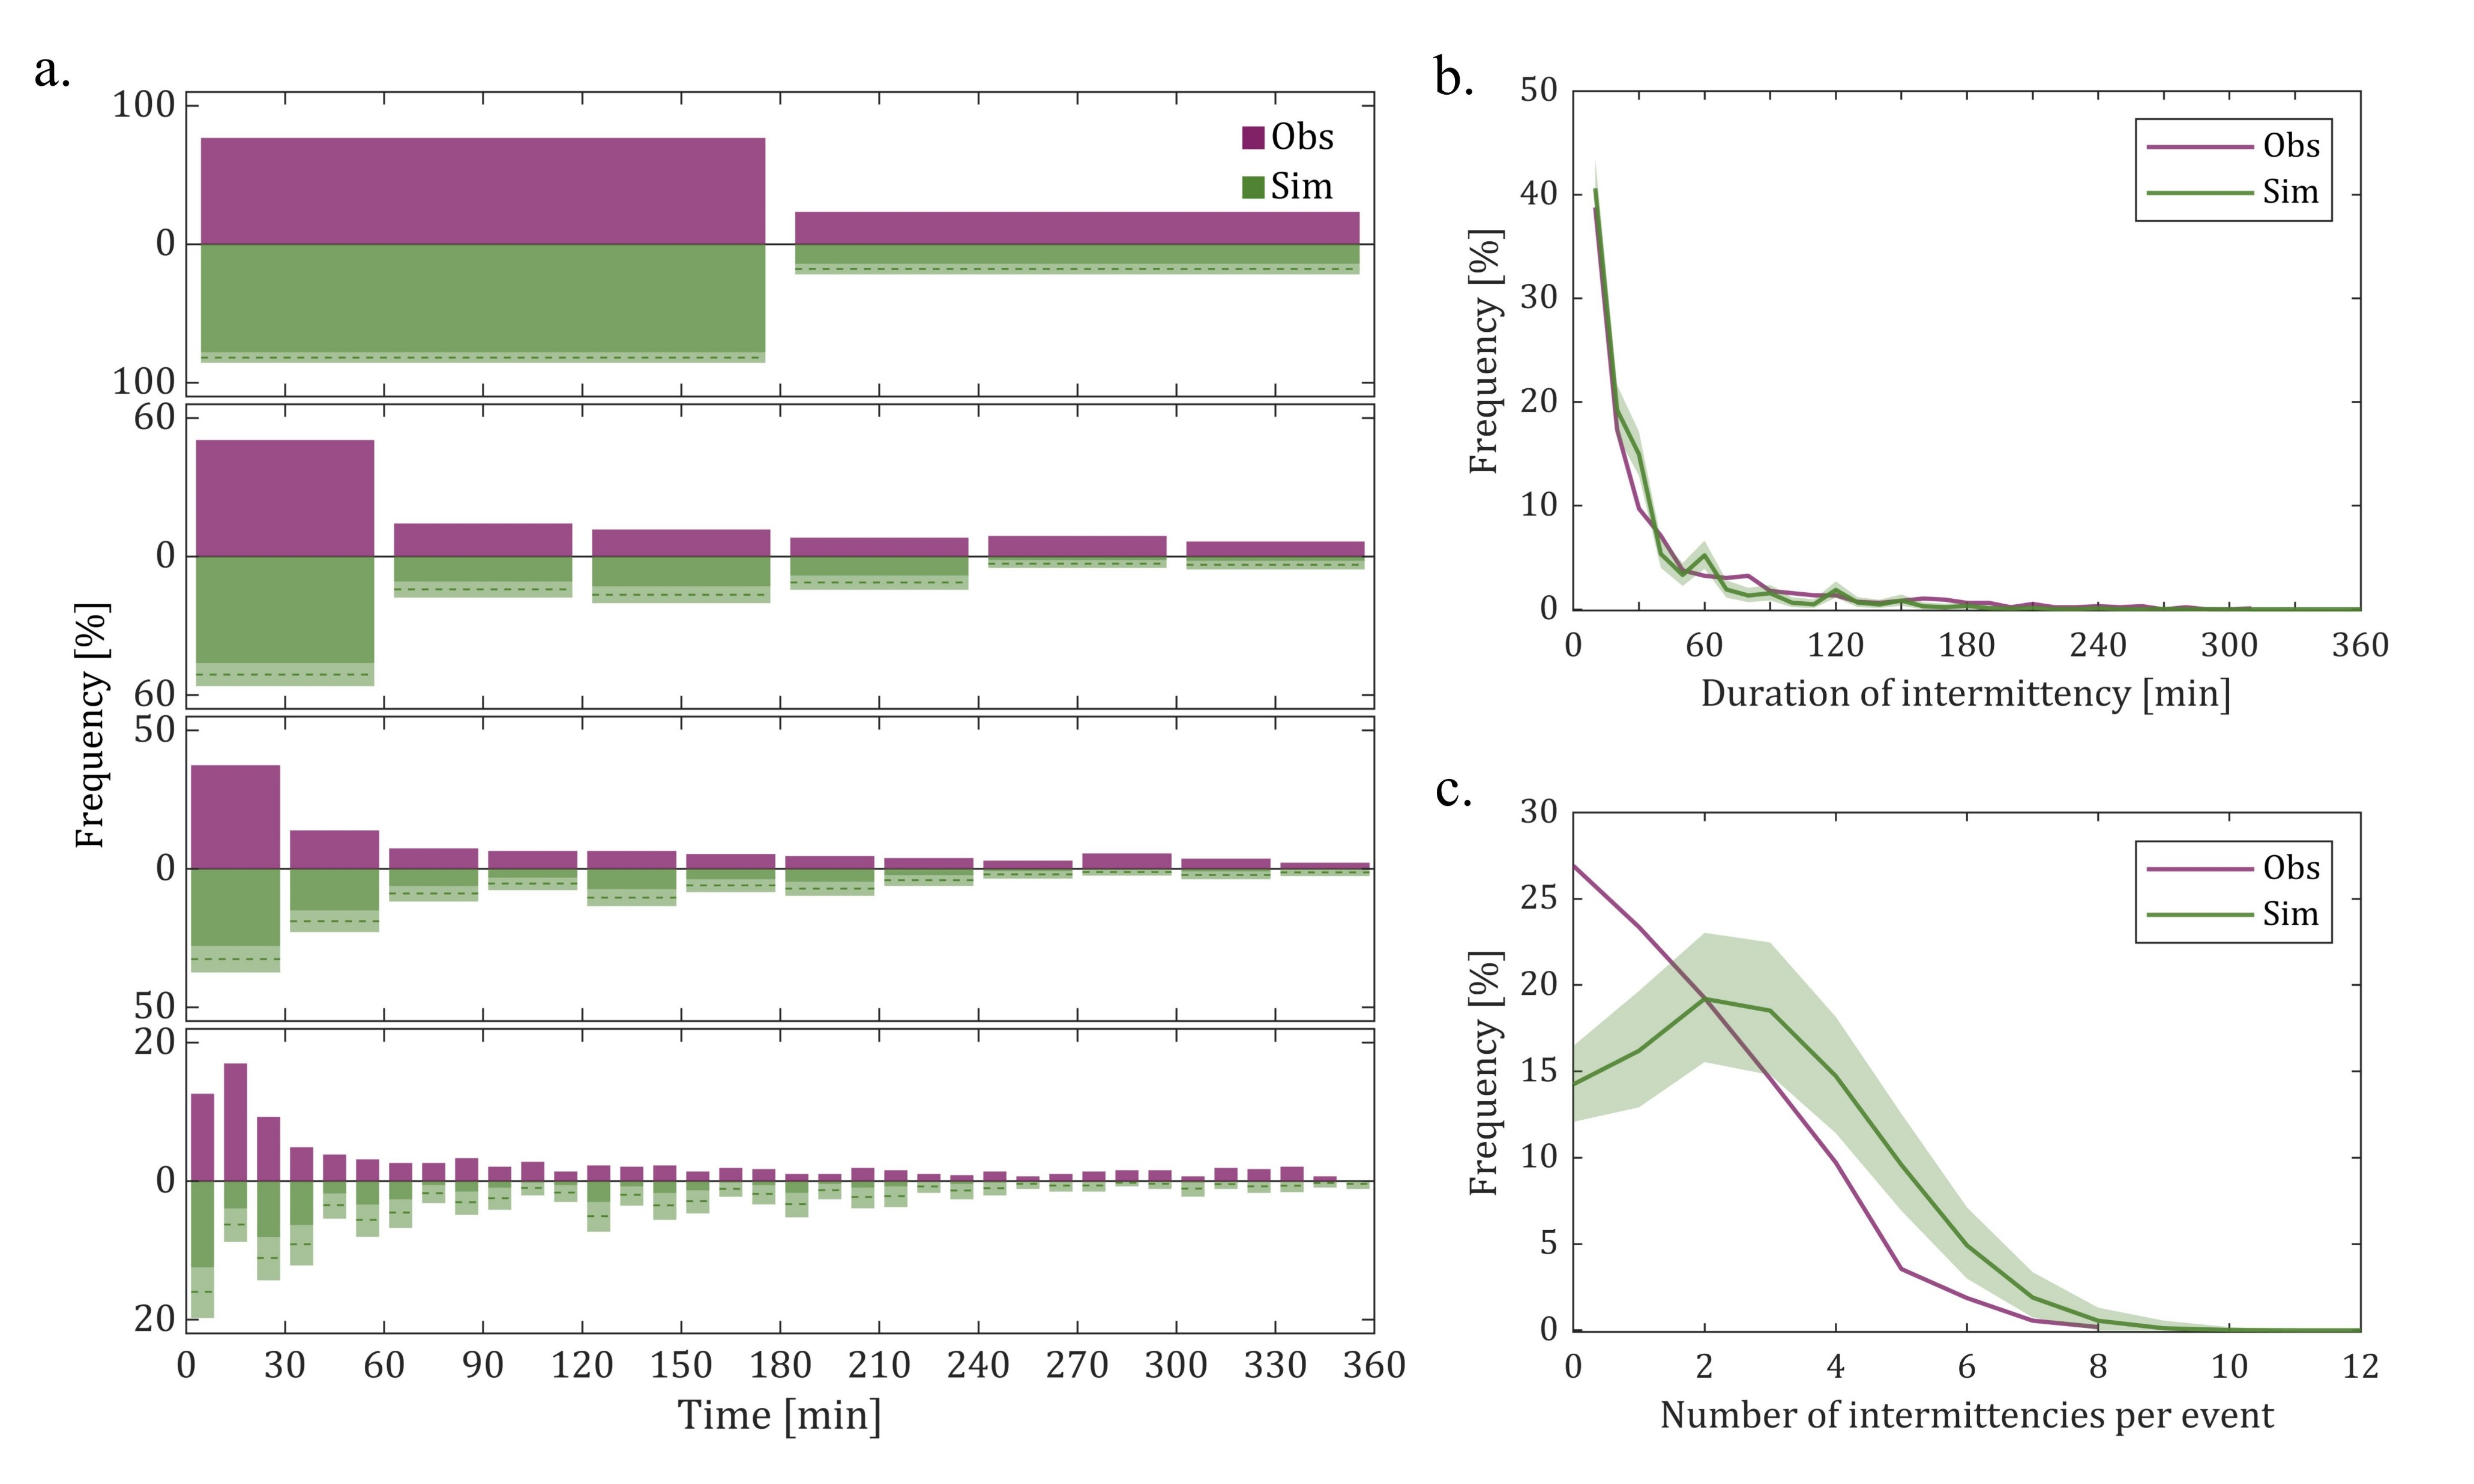 a.
Frequency [%]
100
0
100
Obs
Sim
60
0
60
50
0
50
20
0
20
0 30 60 90 120 150 180 210 240 270 300 330 360
Time [min]
b.
Frequency [%]
50
40
30
20
10
0
Obs
Sim
0 60 120 180 240 300 360
Duration of intermittency [min]
c.
Frequency [%]
30
25
20
15
10
5
0
Obs
Sim
0 2 4 6 8 10 12
Number of intermittencies per event